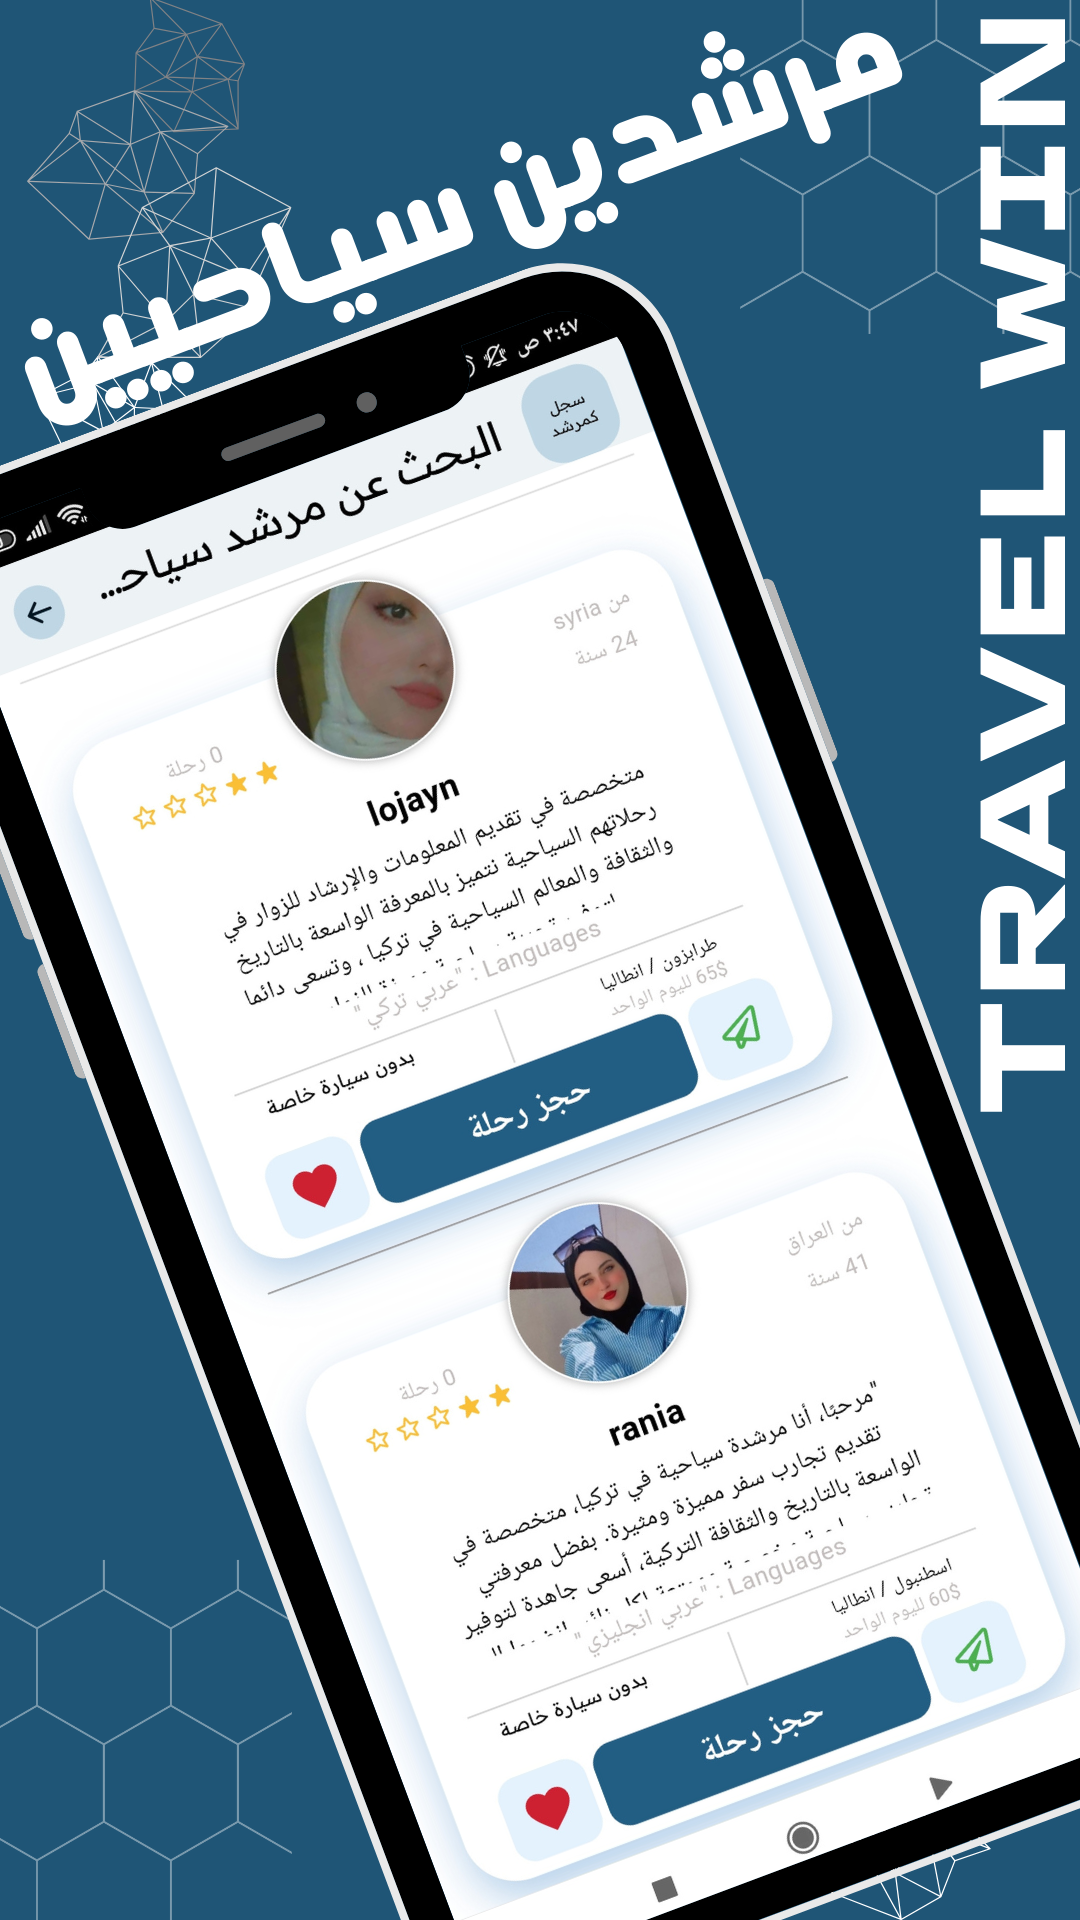 مرشدين سياحيين
TRAVEL WIN
٣:٤٧ ص
سجل
كمرشد
البحث عن مرشد سياحـ...
من syria
24 سنة
0 رحلة
lojayn
متخصصة في تقديم المعلومات والإرشاد للزوار في
رحلاتهم السياحية نتميز بالمعرفة الواسعة بالتاريخ
والثقافة والمعالم السياحية في تركيا ، وتسعى دائما
Languages : "عربي تركي "
طرابزون / انطاليا
65$ لليوم الواحد
بدون سيارة خاصة
حجز رحلة
من العراق
41 سنة
0 رحلة
rania
"مرحبًا، أنا مرشدة سياحية في تركيا، متخصصة في
تقديم تجارب سفر مميزة ومثيرة. بفضل معرفتي
الواسعة بالتاريخ والثقافة التركية، أسعى جاهدة لتوفير
Languages : "عربي انجليزي "
اسطنبول / انطاليا
60$ لليوم الواحد
بدون سيارة خاصة
حجز رحلة